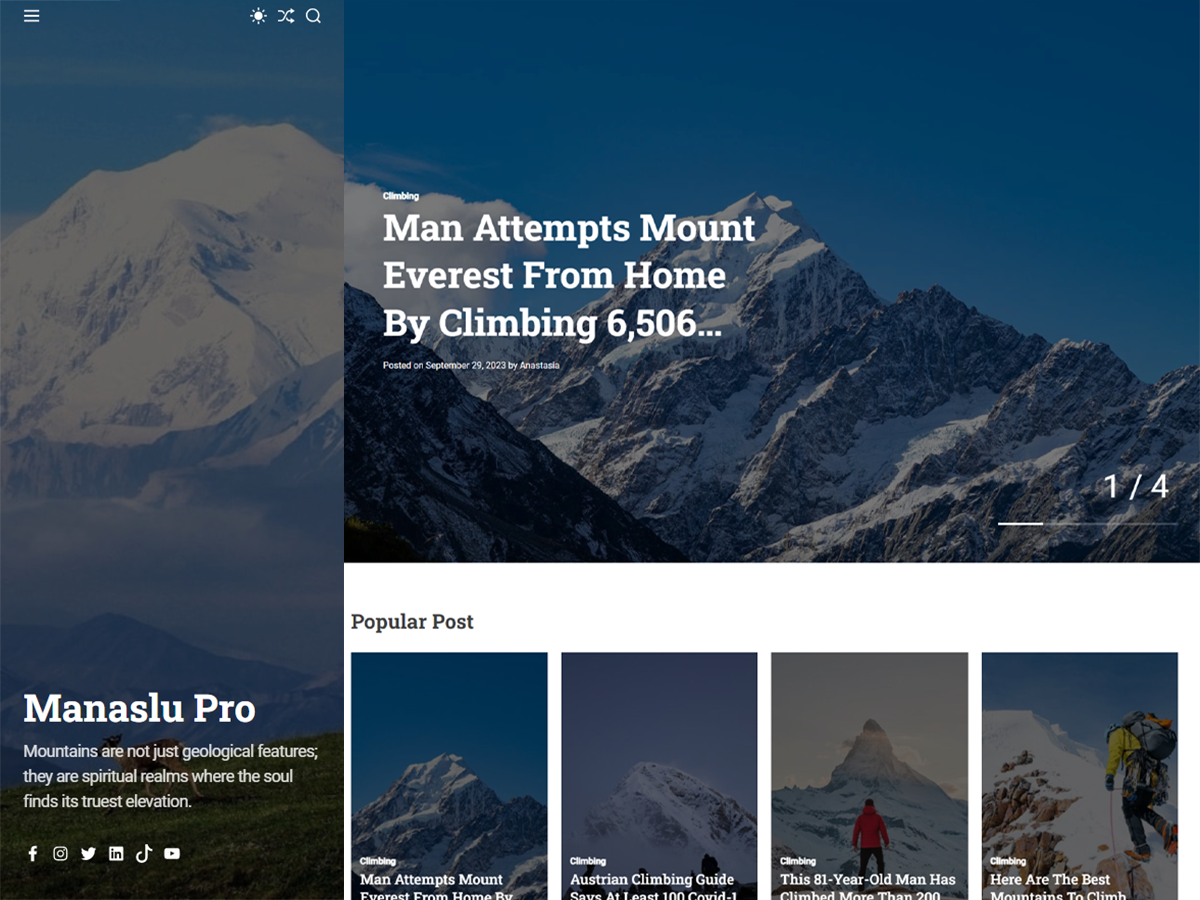 Manaslu Pro
Mountains are not just geological features;
they are spiritual realms where the soul
finds its truest elevation.
Climbing
Man Attempts Mount
Everest From Home
By Climbing 6,506...
Posted on September 29, 2023 by Anastasia
1 / 4
Popular Post
Climbing
Man Attempts Mount
Everest From Home By
Climbing
Austrian Climbing Guide
Says At Least 100 Covid-1
Climbing
This 81-Year-Old Man Has
Climbed More Than 200
Climbing
Here Are The Best
Mountains To Climb